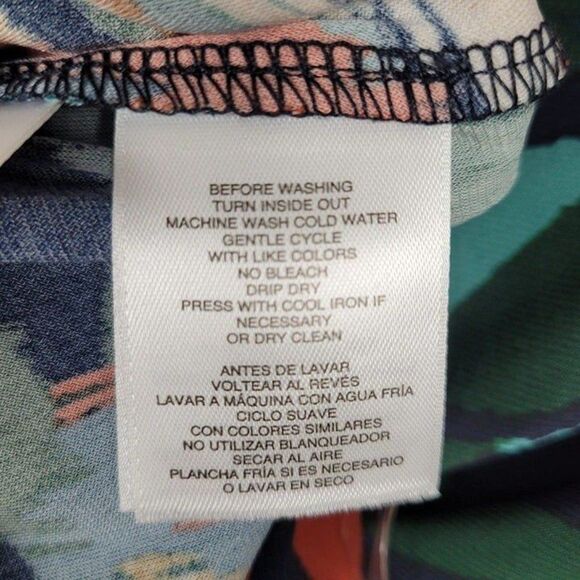 BEFORE WASHING
TURN INSIDE OUT
MACHINE WASH COLD WATER
GENTLE CYCLE
WITH LIKE COLORS
NO BLEACH
DRIP DRY
PRESS WITH COOL IRON IF
NECESSARY
OR DRY CLEAN
ANTES DE LAVAR
VOLTEAR AL REVÉS
LAVAR A MÁQUINA CON AGUA FRÍA
CICLO SUAVE
CON COLORES SIMILARES
NO UTILIZAR BLANQUEADOR
SECAR AL AIRE
PLANCHA FRÍA SI ES NECESARIO
O LAVAR EN SECO